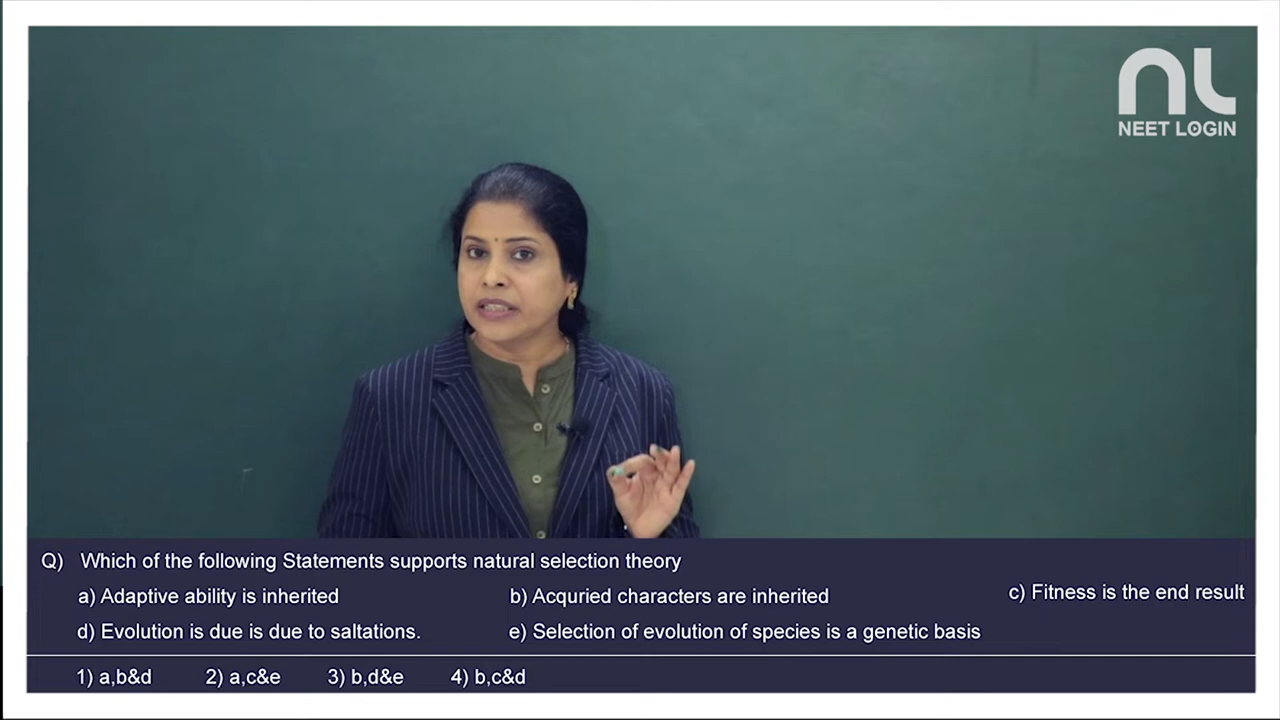 NL
NEET LOGIN
Q) Which of the following Statements supports natural selection theory
a) Adaptive ability is inherited b) Acquried characters are inherited c) Fitness is the end result
d) Evolution is due is due to saltations. e) Selection of evolution of species is a genetic basis
1) a,b&d 2) a,c&e 3) b,d&e 4) b,c&d